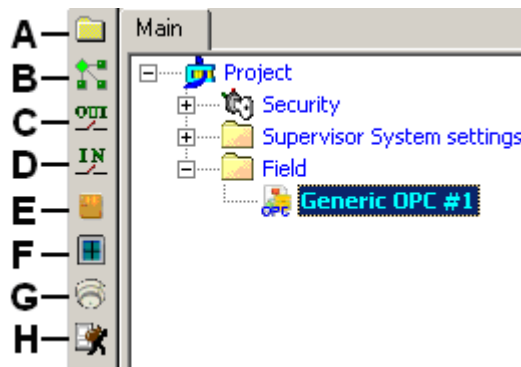 A
B
C OUT
D IN
E
F
G
H
Main
Project
Security
Supervisor System settings
Field
OPC Generic OPC #1